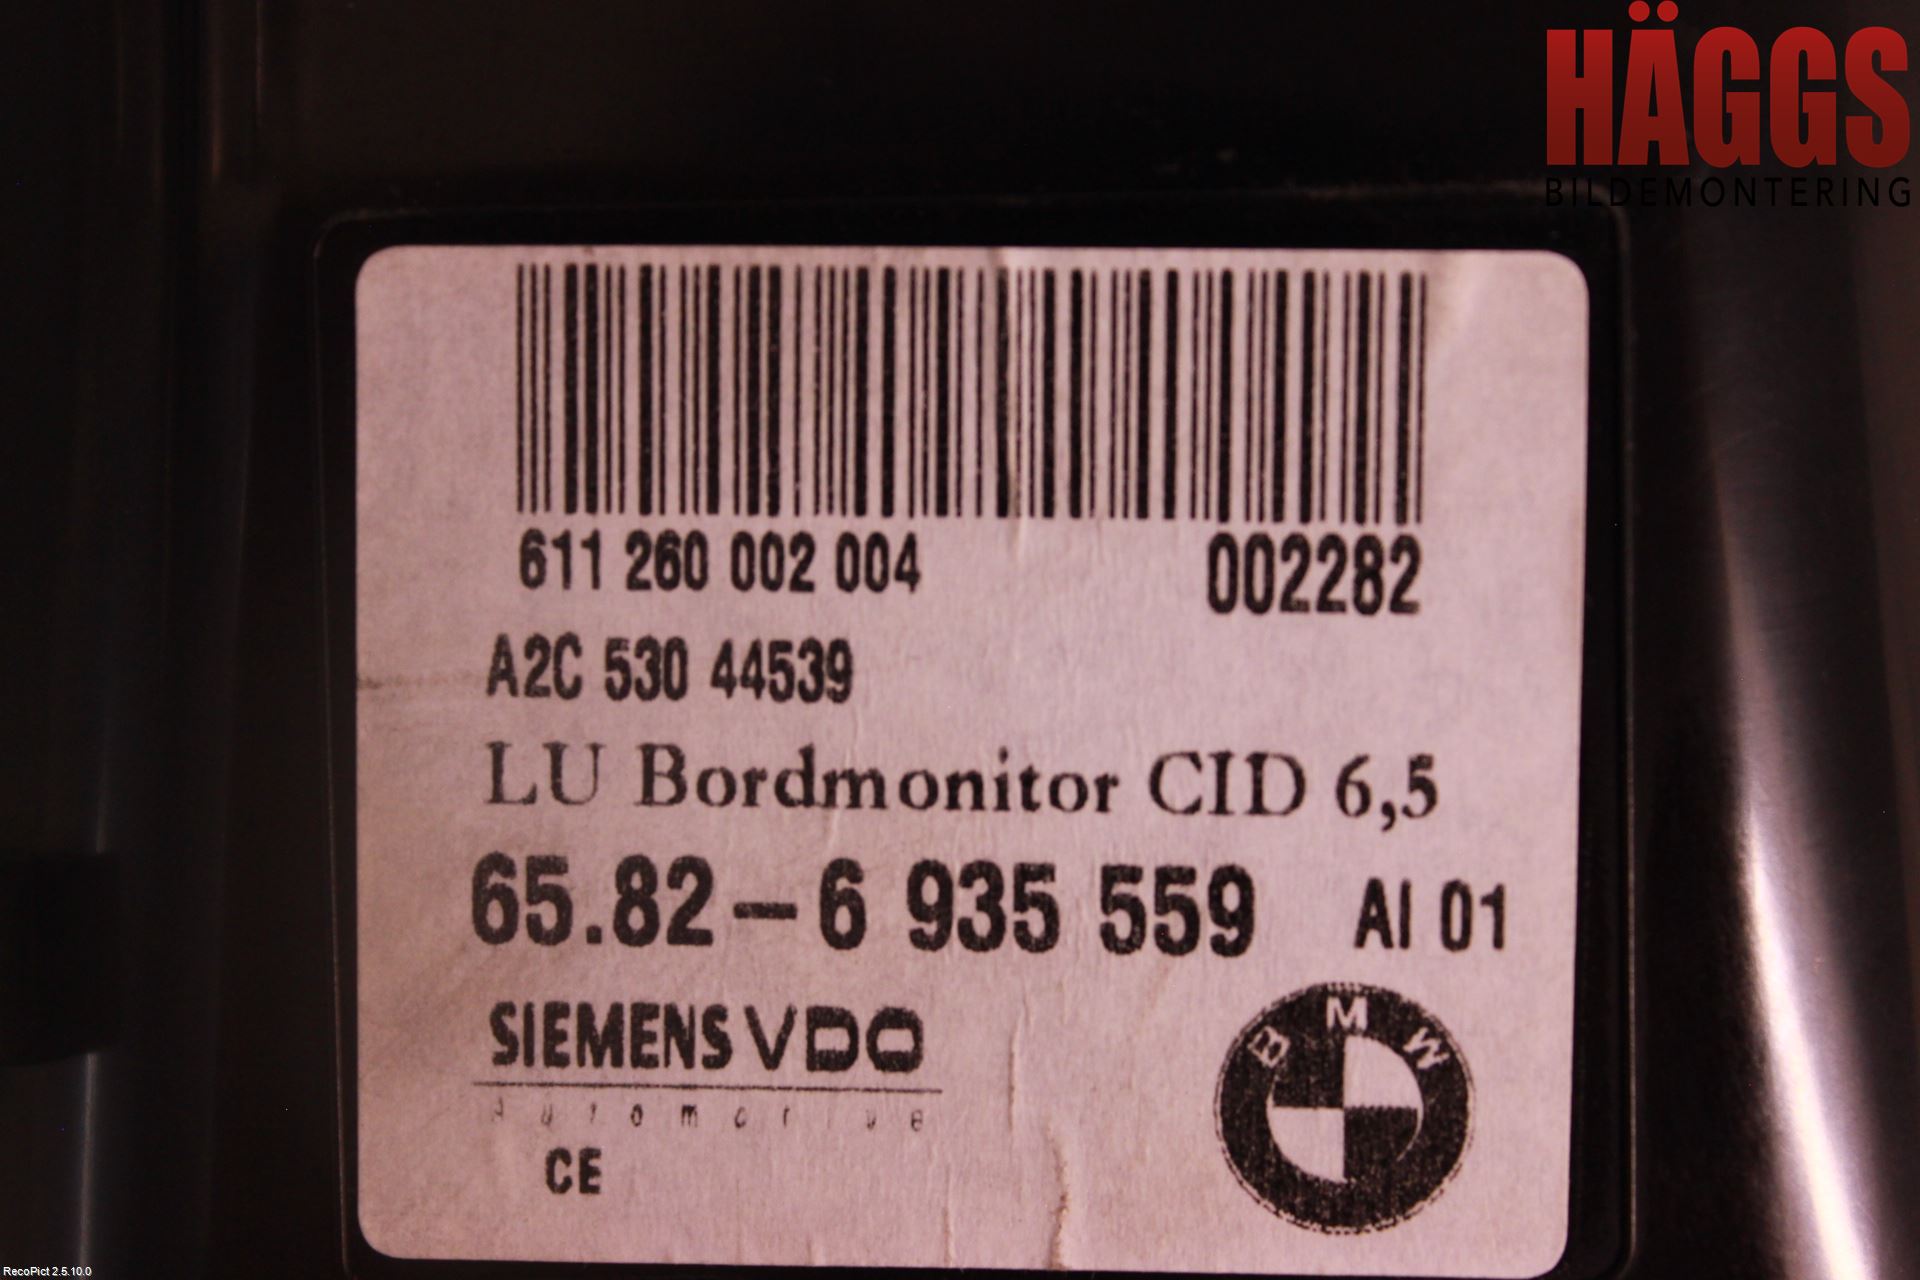 HÄGGS
BILDEMONTERING
611 260 002 004 002282
A2C 530 44539
LU Bordmonitor CID 6,5
65.82-6 935 559 AI 01
SIEMENS VDO
Automotive
CE
BMW
RecoPict 2.5.10.0